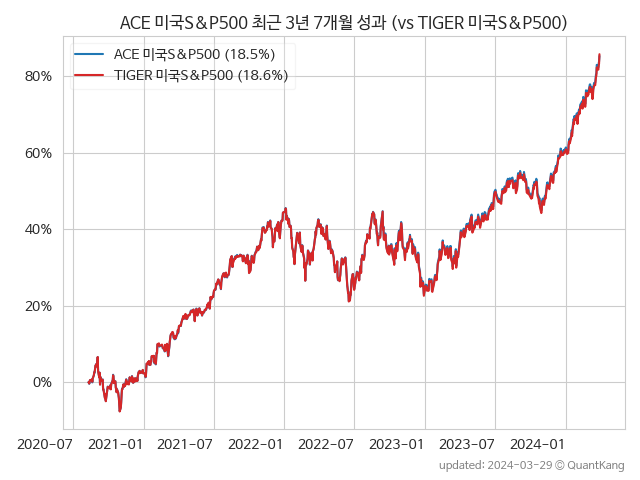 ACE 미국S&P500 최근 3년 7개월 성과 (vs TIGER 미국S&P500)
ACE 미국S&P500 (18.5%)
TIGER 미국S&P500 (18.6%)
80%
60%
40%
20%
0%
2020-07 2021-01 2021-07 2022-01 2022-07 2023-01 2023-07 2024-01
updated: 2024-03-29 © QuantKang